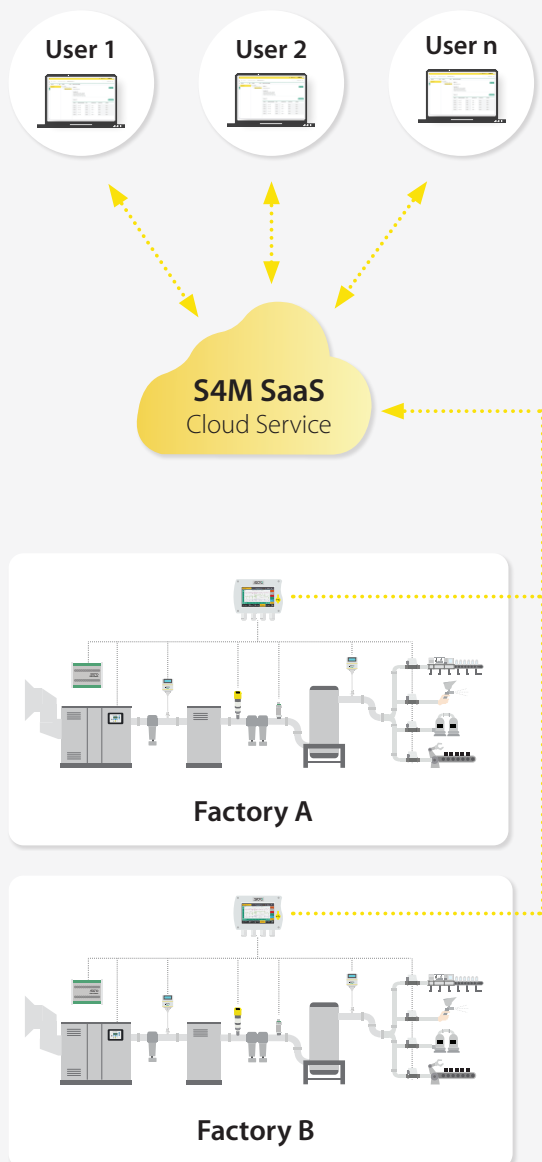 User 1
User 2
User n
S4M SaaS
Cloud Service
Factory A
Factory B